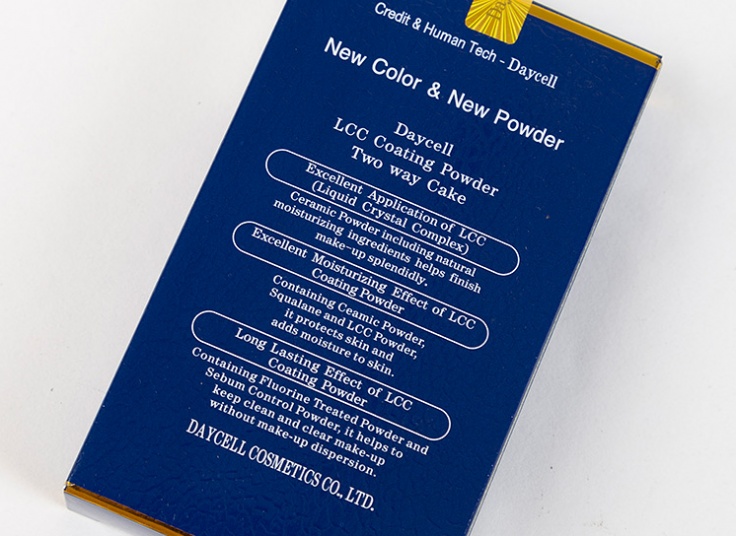 Credit & Human Tech - Daycell
New Color & New Powder
Daycell
LCC Coating Powder
Two way Cake
Excellent Application of LCC
(Liquid Crystal Complex)
Ceramic Powder including natural
moisturizing ingredients helps finish
make-up splendidly.
Excellent Moisturizing Effect of LCC
Coating Powder
Containing Ceamic Powder,
Squalane and LCC Powder,
it protects skin and
adds moisture to skin.
Long Lasting Effect of LCC
Coating Powder
Containing Fluorine Treated Powder and
Sebum Control Powder, it helps to
keep clean and clear make-up
without make-up dispersion.
DAYCELL COSMETICS CO., LTD.